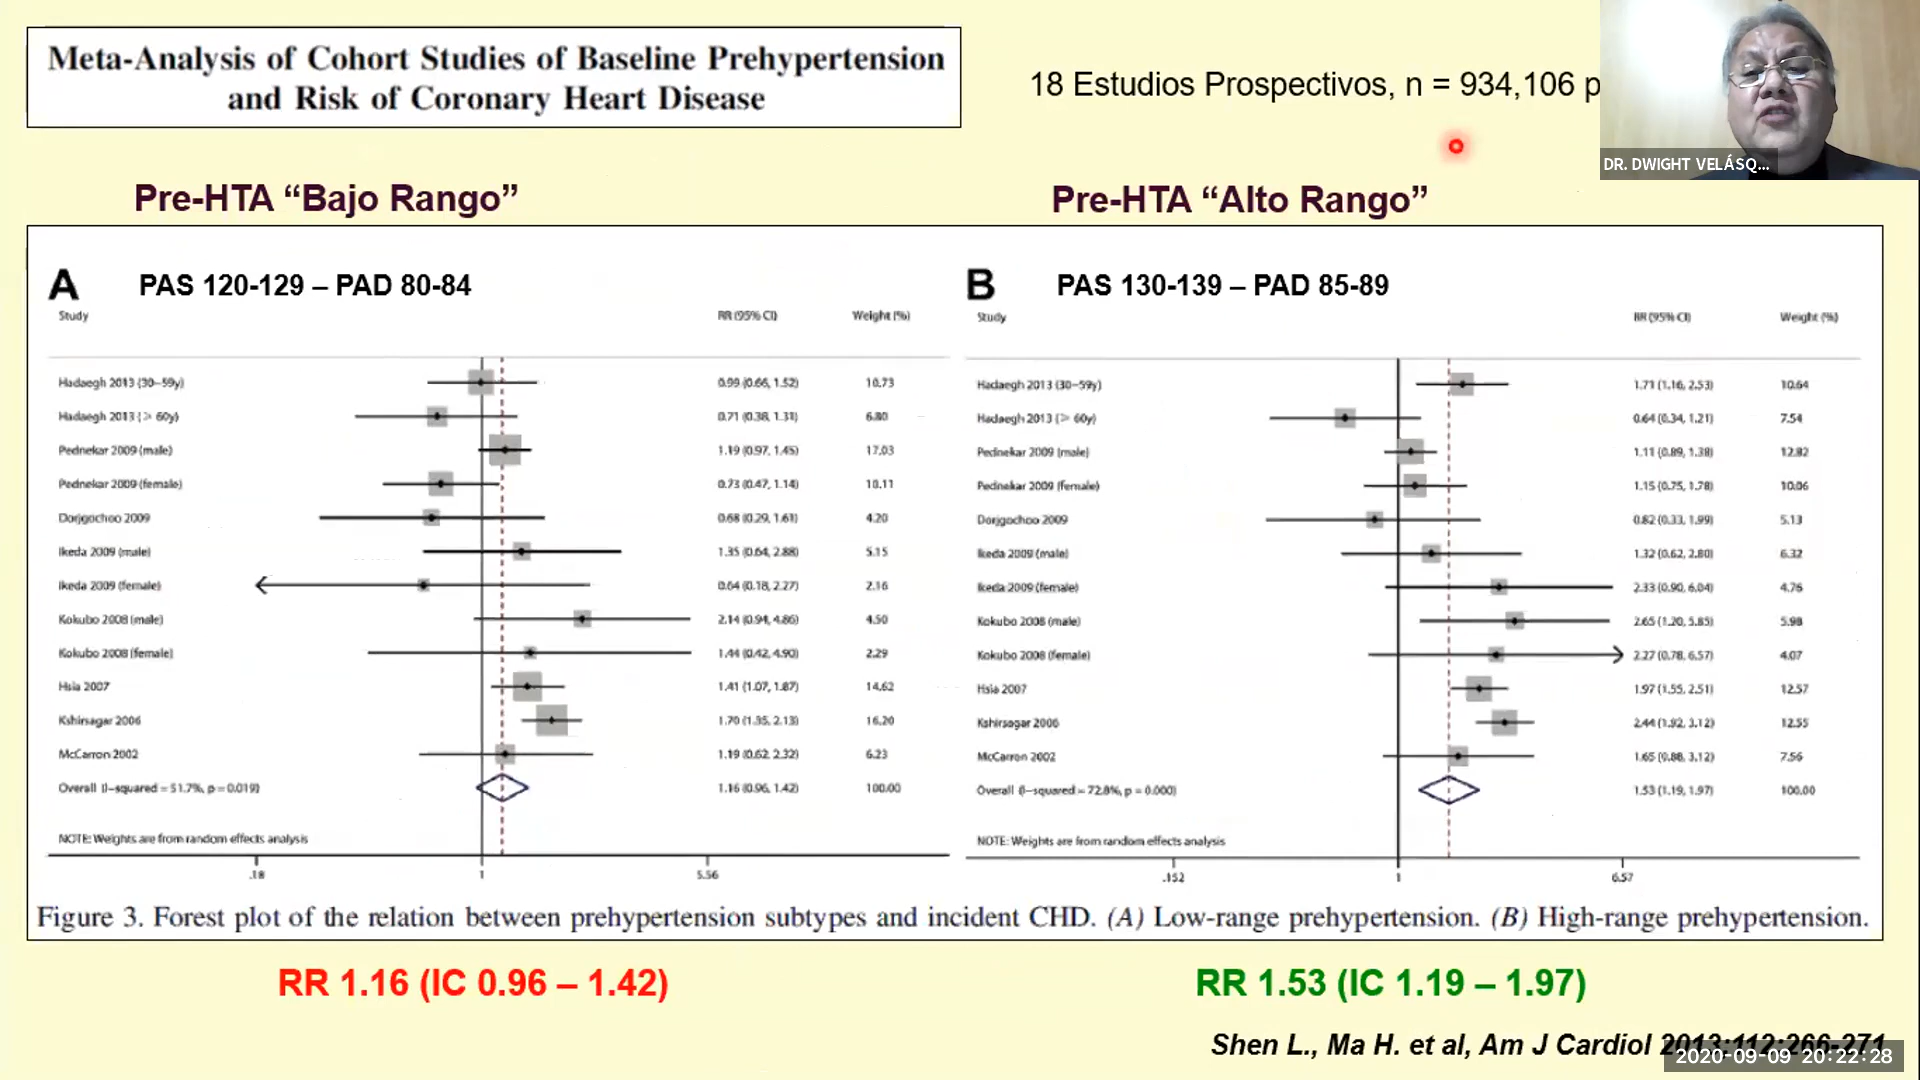 Meta-Analysis of Cohort Studies of Baseline Prehypertension
and Risk of Coronary Heart Disease
18 Estudios Prospectivos, n = 934,106 p
DR. DWIGHT VELÁSQ...
Pre-HTA “Bajo Rango”
Pre-HTA “Alto Rango”
A PAS 120-129 – PAD 80-84
Study RR (95% CI) Weight (%)
Hadaegh 2013 (30-59y) 0.99 (0.66, 1.52) 10.73
Hadaegh 2013 (> 60y) 0.71 (0.38, 1.31) 6.80
Pednekar 2009 (male) 1.19 (0.97, 1.45) 17.03
Pednekar 2009 (female) 0.73 (0.47, 1.14) 10.11
Dorjgochoo 2009 0.68 (0.29, 1.61) 4.20
Ikeda 2009 (male) 1.35 (0.64, 2.88) 5.15
Ikeda 2009 (female) 0.64 (0.18, 2.27) 2.16
Kokubo 2008 (male) 2.14 (0.94, 4.86) 4.50
Kokubo 2008 (female) 1.44 (0.42, 4.90) 2.29
Hsia 2007 1.41 (1.07, 1.87) 14.62
Kshirsagar 2006 1.70 (1.35, 2.13) 16.20
McCarron 2002 1.19 (0.62, 2.32) 6.23
Overall (I-squared = 51.7%, p = 0.019) 1.16 (0.96, 1.42) 100.00
NOTE: Weights are from random effects analysis
.18 1 5.56
B PAS 130-139 – PAD 85-89
Study RR (95% CI) Weight (%)
Hadaegh 2013 (30-59y) 1.71 (1.16, 2.53) 10.64
Hadaegh 2013 (> 60y) 0.64 (0.34, 1.21) 7.54
Pednekar 2009 (male) 1.11 (0.89, 1.38) 12.82
Pednekar 2009 (female) 1.15 (0.75, 1.78) 10.06
Dorjgochoo 2009 0.82 (0.33, 1.99) 5.13
Ikeda 2009 (male) 1.32 (0.62, 2.80) 6.32
Ikeda 2009 (female) 2.33 (0.90, 6.04) 4.76
Kokubo 2008 (male) 2.65 (1.20, 5.85) 5.98
Kokubo 2008 (female) 2.27 (0.78, 6.57) 4.07
Hsia 2007 1.97 (1.55, 2.51) 12.57
Kshirsagar 2006 2.44 (1.92, 3.12) 12.55
McCarron 2002 1.65 (0.88, 3.12) 7.56
Overall (I-squared = 72.8%, p = 0.000) 1.53 (1.19, 1.97) 100.00
NOTE: Weights are from random effects analysis
.152 1 6.57
Figure 3. Forest plot of the relation between prehypertension subtypes and incident CHD. (A) Low-range prehypertension. (B) High-range prehypertension.
RR 1.16 (IC 0.96 – 1.42)
RR 1.53 (IC 1.19 – 1.97)
Shen L., Ma H. et al, Am J Cardiol 2013;112:266-271
2020-09-09 20:22:28